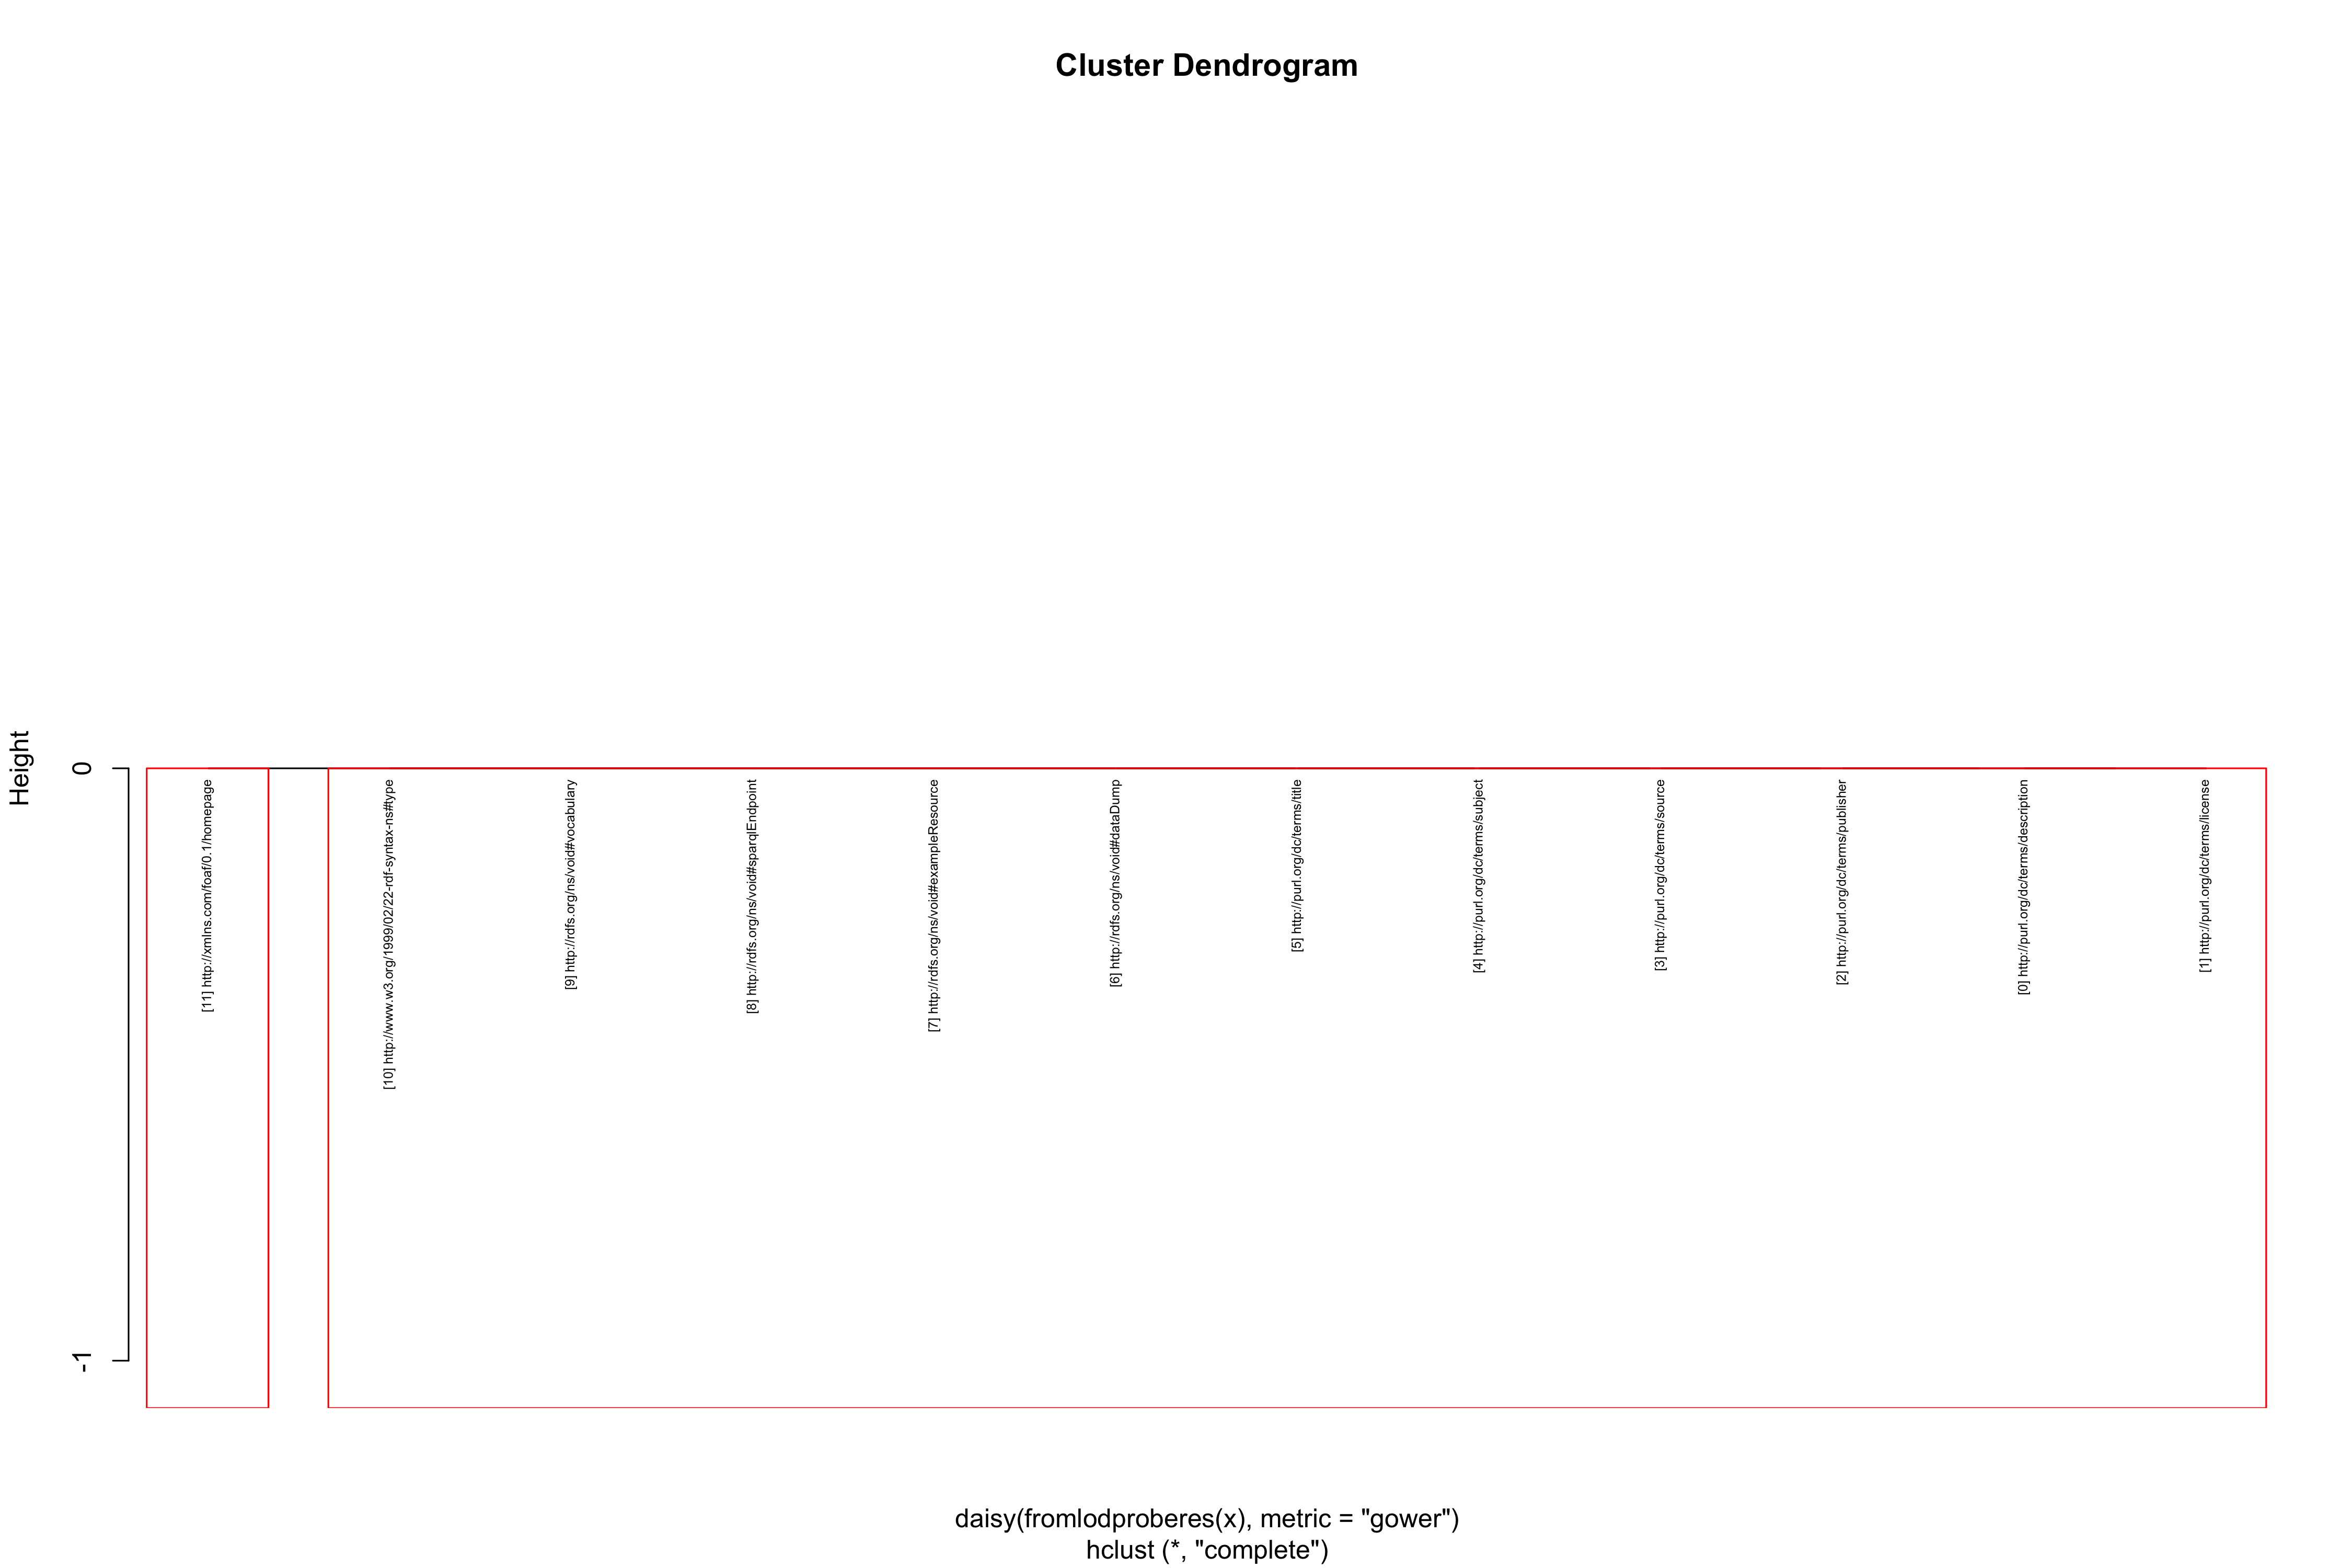 Cluster Dendrogram
Height
0
-1
[11] http://xmlns.com/foaf/0.1/homepage
[10] http://www.w3.org/1999/02/22-rdf-syntax-ns#type
[9] http://rdfs.org/ns/void#vocabulary
[8] http://rdfs.org/ns/void#sparqlEndpoint
[7] http://rdfs.org/ns/void#exampleResource
[6] http://rdfs.org/ns/void#dataDump
[5] http://purl.org/dc/terms/title
[4] http://purl.org/dc/terms/subject
[3] http://purl.org/dc/terms/source
[2] http://purl.org/dc/terms/publisher
[0] http://purl.org/dc/terms/description
[1] http://purl.org/dc/terms/license
daisy(fromlodproberes(x), metric = "gower")
hclust (*, "complete")